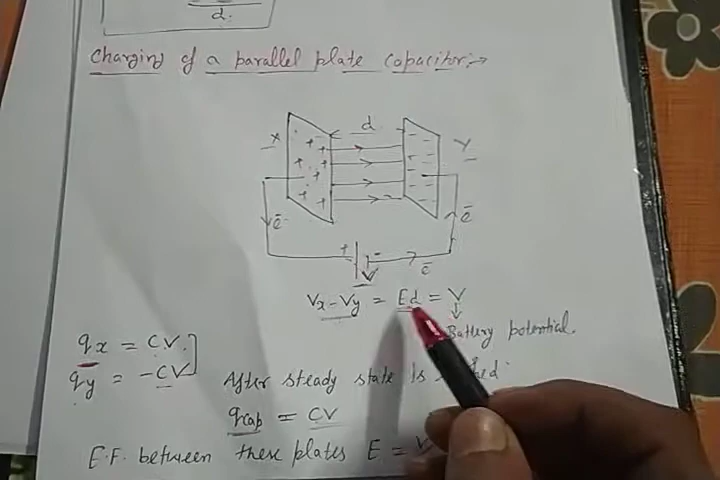 d.
Charging of a parallel plate capacitor:→
d
X
Y
+ + + + + + + +
- - - - - - - -
ē
ē
+ -
V
ē
Vx-Vy = Ed = V
Battery potential.
qx = CV.
qy = -CV
After steady state is
qcap = CV
E.F. between these plates E = V